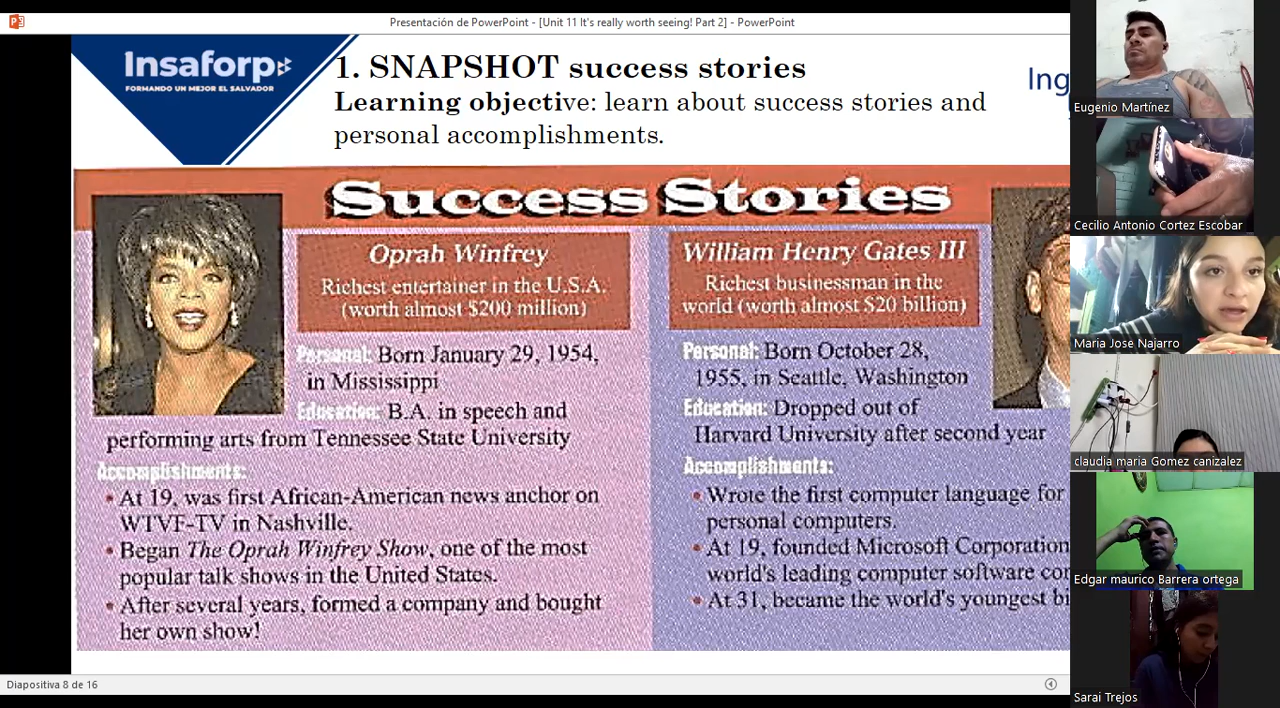 Presentación de PowerPoint - [Unit 11 It's really worth seeing! Part 2] - PowerPoint
Insaforp
FORMANDO UN MEJOR EL SALVADOR
1. SNAPSHOT success stories
Learning objective: learn about success stories and
personal accomplishments.
Ing
Success Stories
Oprah Winfrey
Richest entertainer in the U.S.A.
(worth almost $200 million)
Personal: Born January 29, 1954,
in Mississippi
Education: B.A. in speech and
performing arts from Tennessee State University
Accomplishments:
• At 19, was first African-American news anchor on
WTVF-TV in Nashville.
• Began The Oprah Winfrey Show, one of the most
popular talk shows in the United States.
• After several years, formed a company and bought
her own show!
William Henry Gates III
Richest businessman in the
world (worth almost $20 billion)
Personal: Born October 28,
1955, in Seattle, Washington
Education: Dropped out of
Harvard University after second year
Accomplishments:
• Wrote the first computer language for
personal computers.
• At 19, founded Microsoft Corporation
world's leading computer software co
• At 31, became the world's youngest bi
Diapositiva 8 de 16
Eugenio Martínez
Cecilio Antonio Cortez Escobar
Maria Jose Najarro
claudia maria Gomez canizalez
Edgar maurico Barrera ortega
Sarai Trejos